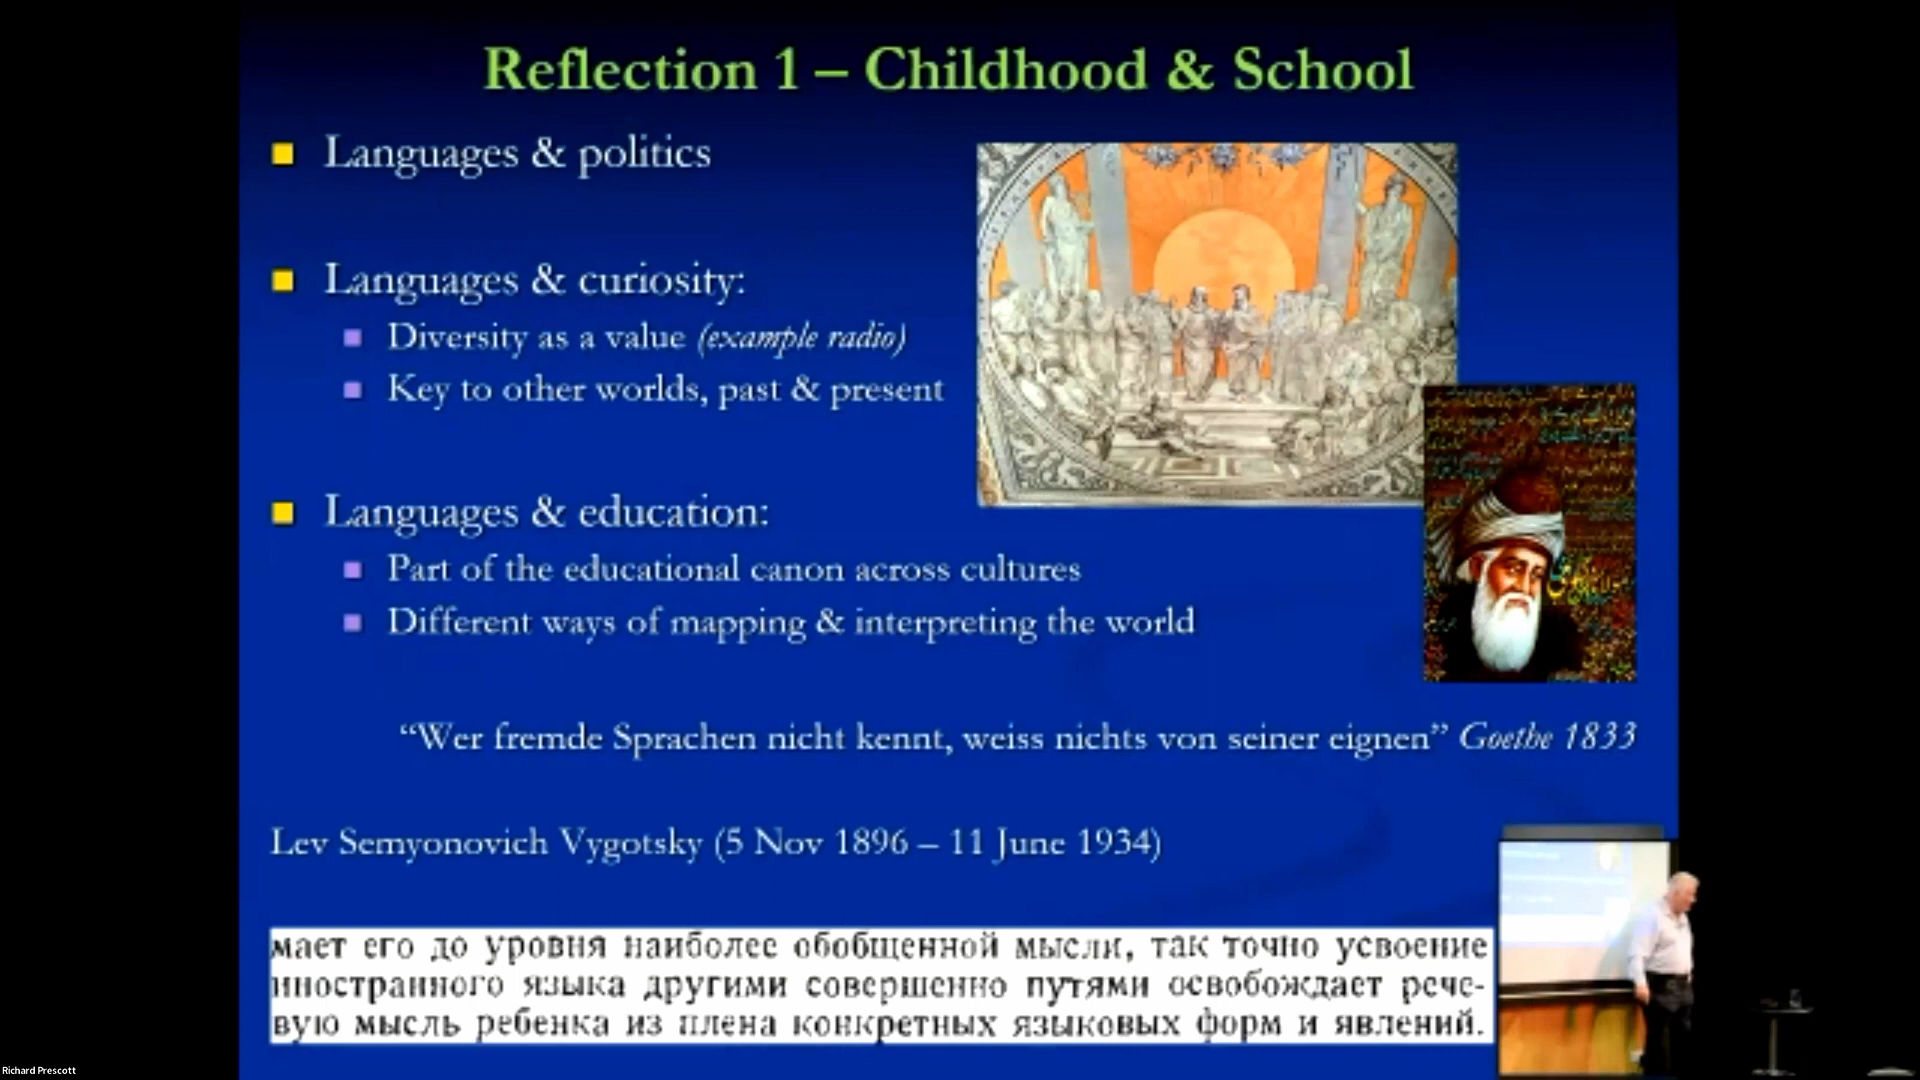 Reflection 1 – Childhood & School
Languages & politics
Languages & curiosity:
Diversity as a value (example radio)
Key to other worlds, past & present
Languages & education:
Part of the educational canon across cultures
Different ways of mapping & interpreting the world
“Wer fremde Sprachen nicht kennt, weiss nichts von seiner eignen” Goethe 1833
Lev Semyonovich Vygotsky (5 Nov 1896 – 11 June 1934)
мает его до уровня наиболее обобщенной мысли, так точно усвоение
иностранного языка другими совершенно путями освобождает рече-
вую мысль ребенка из плена конкретных языковых форм и явлений.
Richard Prescott